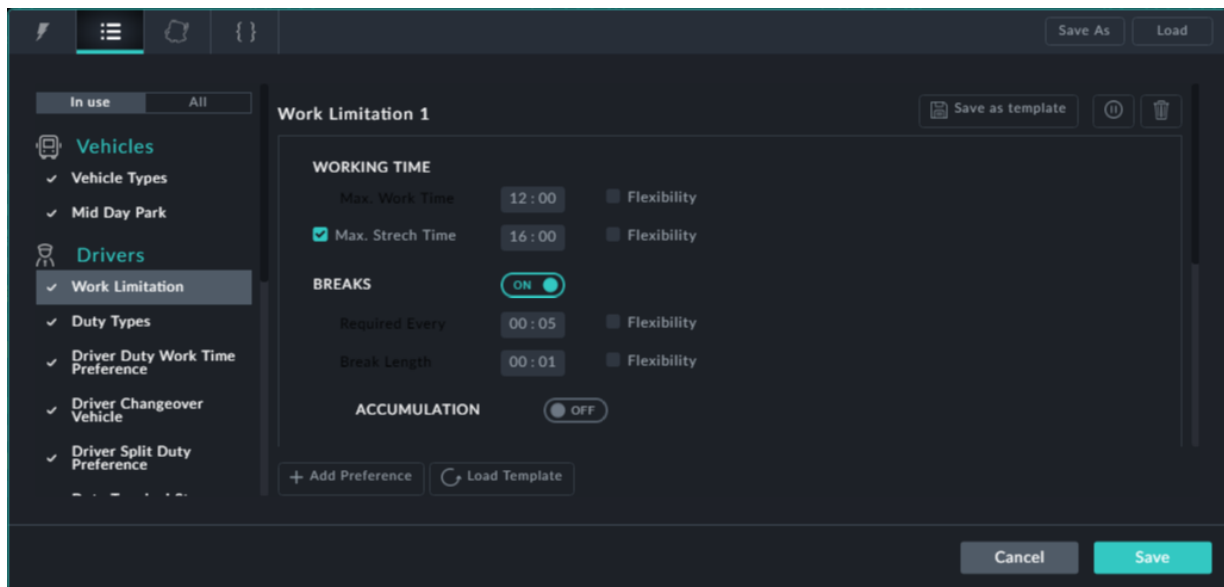 { }
Save As
Load
In use
All
Work Limitation 1
Save as template
Vehicles
Vehicle Types
Mid Day Park
Drivers
Work Limitation
Duty Types
Driver Duty Work Time
Preference
Driver Changeover
Vehicle
Driver Split Duty
Preference
WORKING TIME
Max. Work Time
12 : 00
Flexibility
Max. Strech Time
16 : 00
Flexibility
BREAKS
ON
Required Every
00 : 05
Flexibility
Break Length
00 : 01
Flexibility
ACCUMULATION
OFF
+ Add Preference
Load Template
Cancel
Save